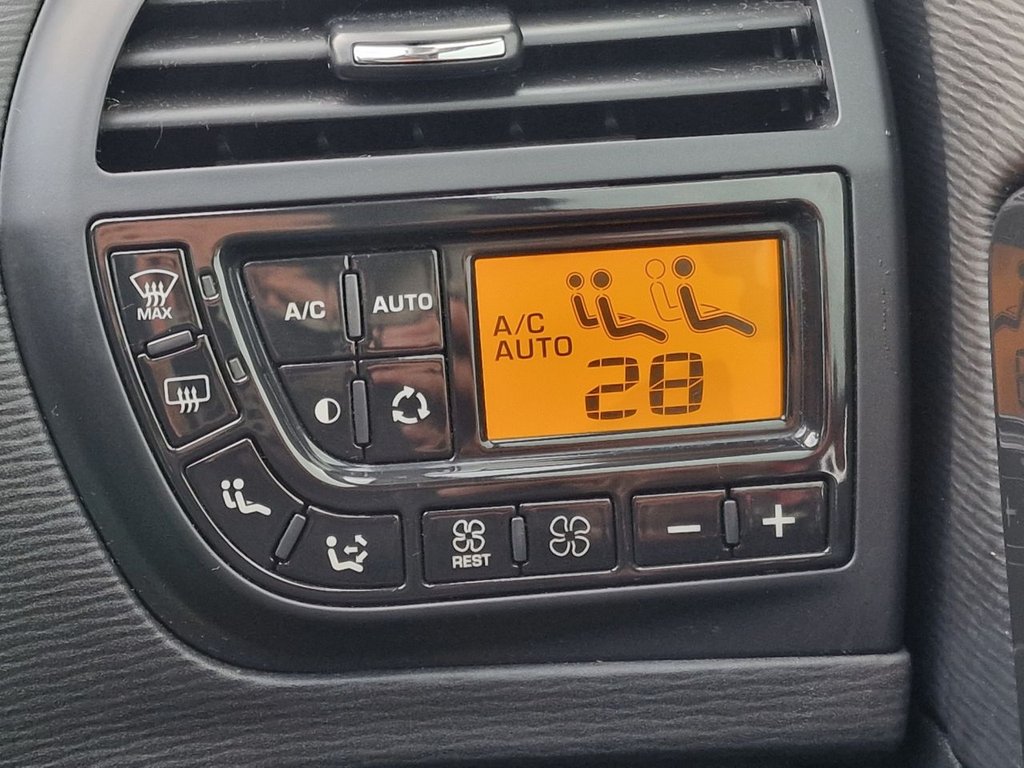 MAX
A/C
AUTO
A/C
AUTO
28
REST
- +